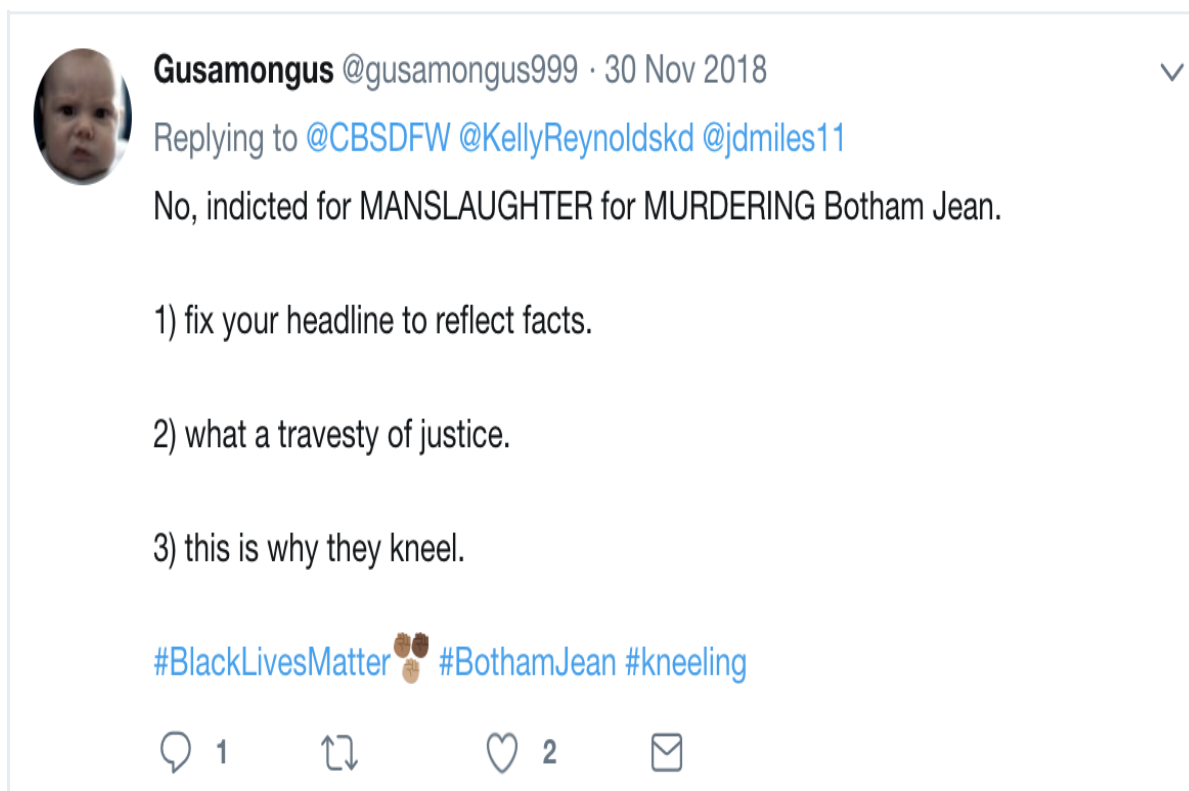 Gusamongus @gusamongus999 · 30 Nov 2018
Replying to @CBSDFW @KellyReynoldskd @jdmiles11
No, indicted for MANSLAUGHTER for MURDERING Botham Jean.
1) fix your headline to reflect facts.
2) what a travesty of justice.
3) this is why they kneel.
#BlackLivesMatter #BothamJean #kneeling
1 2